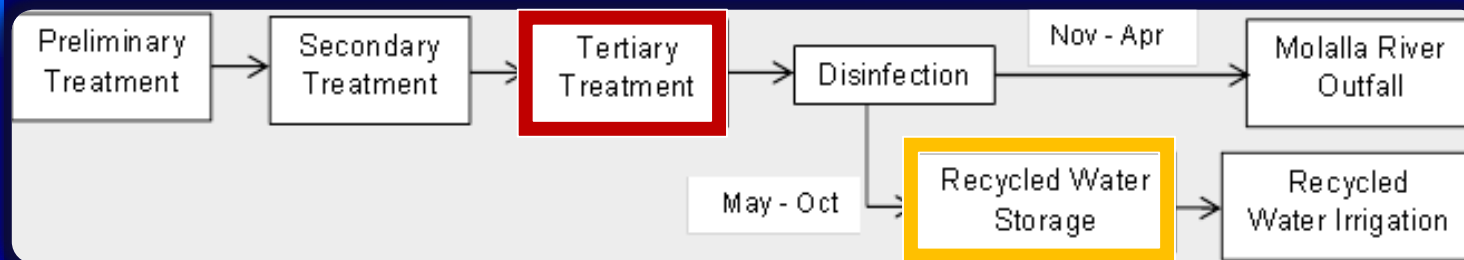 Preliminary
Treatment
Secondary
Treatment
Tertiary
Treatment
Disinfection
Nov - Apr
Molalla River
Outfall
May - Oct
Recycled Water
Storage
Recycled
Water Irrigation